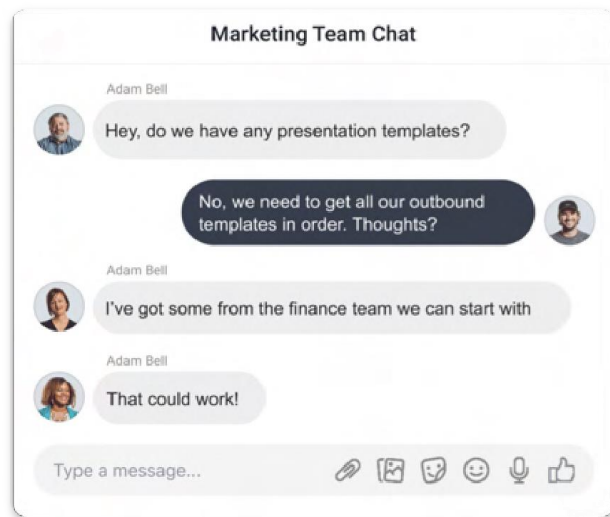 Marketing Team Chat
Adam Bell
Hey, do we have any presentation templates?
No, we need to get all our outbound
templates in order. Thoughts?
Adam Bell
I've got some from the finance team we can start with
Adam Bell
That could work!
Type a message...